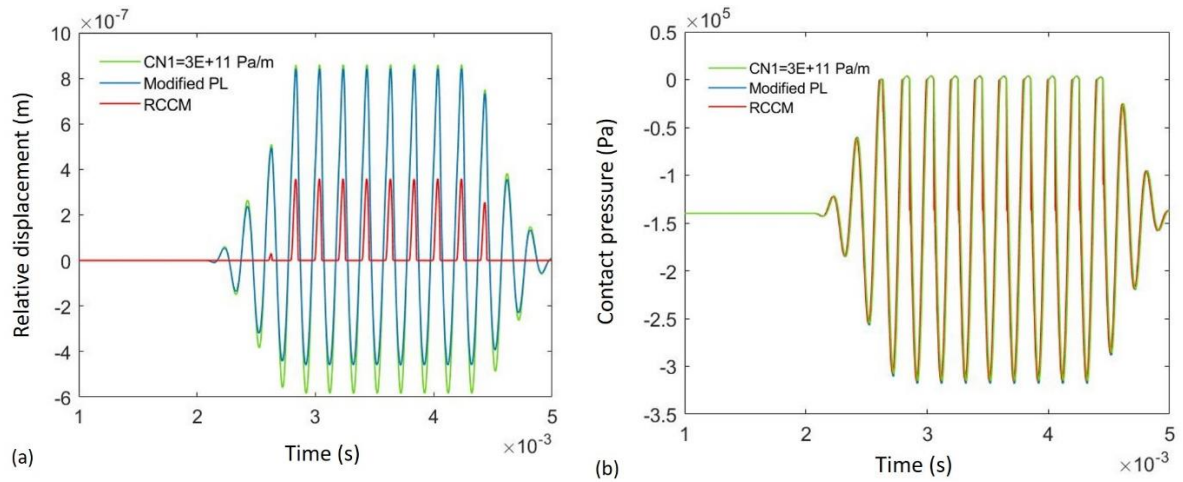 ×10⁻⁷
10
8
6
4
2
0
-2
-4
-6
CN1=3E+11 Pa/m
Modified PL
RCCM
Relative displacement (m)
1 2 3 4 5
×10⁻³
Time (s)
(a)
×10⁵
0.5
0
-0.5
-1
-1.5
-2
-2.5
-3
-3.5
CN1=3E+11 Pa/m
Modified PL
RCCM
Contact pressure (Pa)
1 2 3 4 5
×10⁻³
Time (s)
(b)